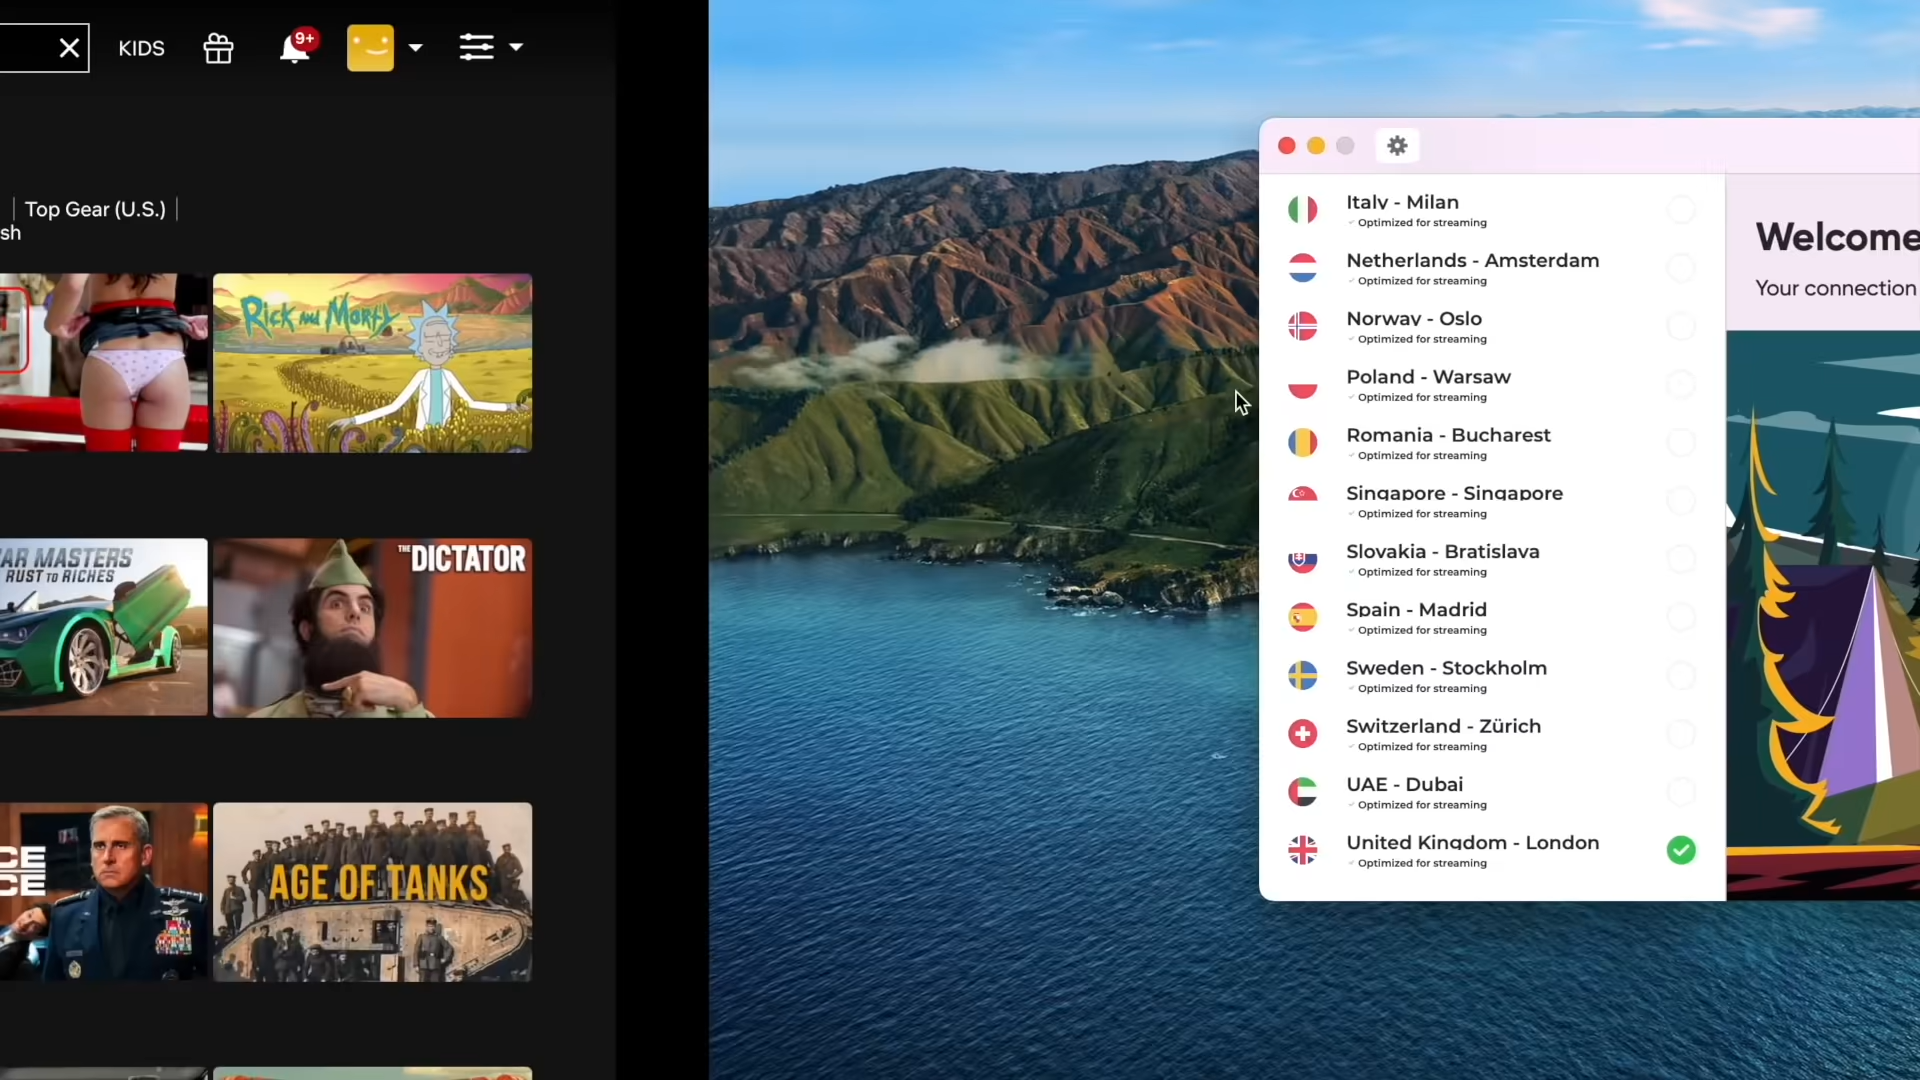 KIDS
9+
Top Gear (U.S.)
sh
Rick and Morty
AR MASTERS
RUST TO RICHES
THE DICTATOR
CE
CE
AGE OF TANKS
Italy - Milan
Optimized for streaming
Netherlands - Amsterdam
Optimized for streaming
Norway - Oslo
Optimized for streaming
Poland - Warsaw
Optimized for streaming
Romania - Bucharest
Optimized for streaming
Singapore - Singapore
Optimized for streaming
Slovakia - Bratislava
Optimized for streaming
Spain - Madrid
Optimized for streaming
Sweden - Stockholm
Optimized for streaming
Switzerland - Zürich
Optimized for streaming
UAE - Dubai
Optimized for streaming
United Kingdom - London
Optimized for streaming
Welcome
Your connection